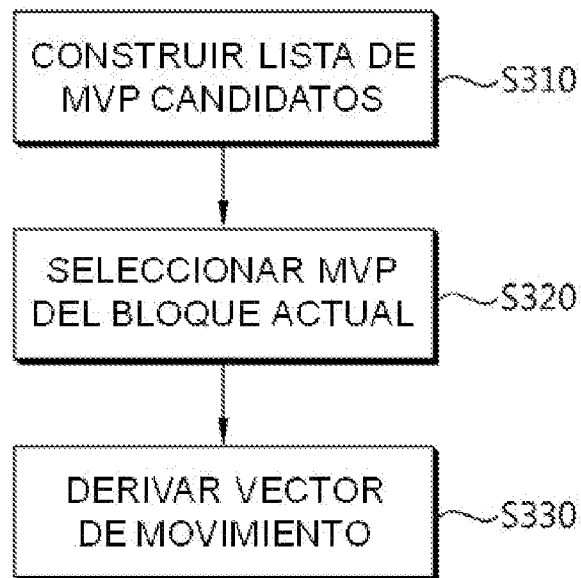 CONSTRUIR LISTA DE
MVP CANDIDATOS
S310
SELECCIONAR MVP
DEL BLOQUE ACTUAL
S320
DERIVAR VECTOR
DE MOVIMIENTO
S330